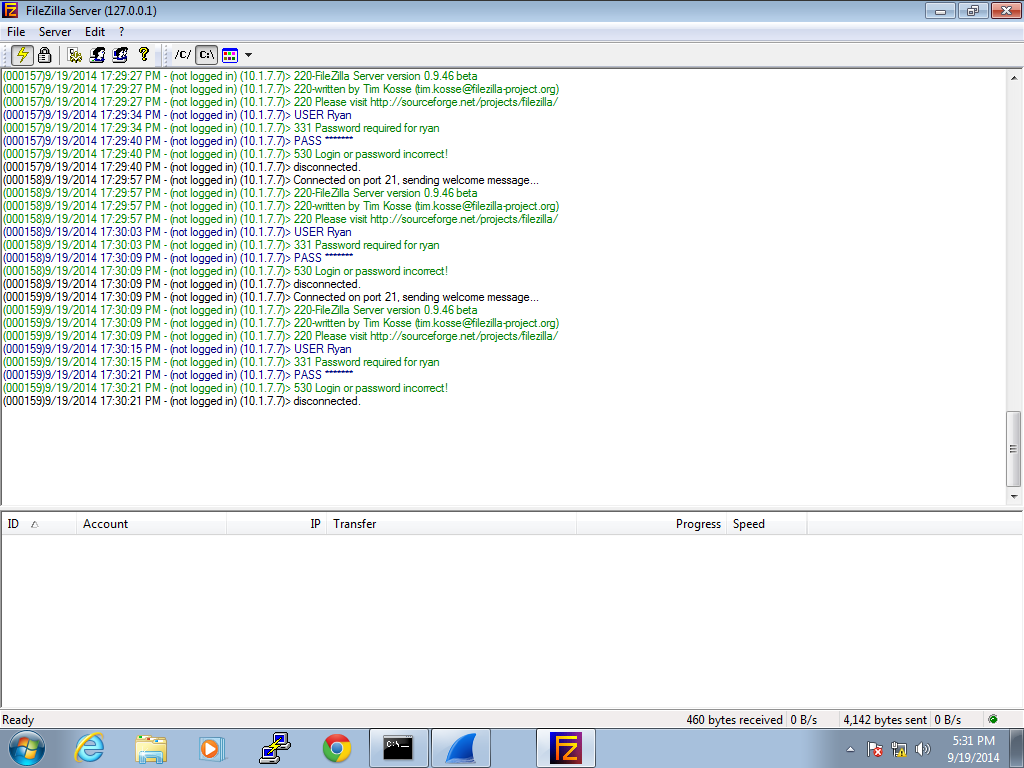 FileZilla Server (127.0.0.1)
File Server Edit ?
/C/ C:\
(000157)9/19/2014 17:29:27 PM - (not logged in) (10.1.7.7)> 220-FileZilla Server version 0.9.46 beta
(000157)9/19/2014 17:29:27 PM - (not logged in) (10.1.7.7)> 220-written by Tim Kosse (tim.kosse@filezilla-project.org)
(000157)9/19/2014 17:29:27 PM - (not logged in) (10.1.7.7)> 220 Please visit http://sourceforge.net/projects/filezilla/
(000157)9/19/2014 17:29:34 PM - (not logged in) (10.1.7.7)> USER Ryan
(000157)9/19/2014 17:29:34 PM - (not logged in) (10.1.7.7)> 331 Password required for ryan
(000157)9/19/2014 17:29:40 PM - (not logged in) (10.1.7.7)> PASS *******
(000157)9/19/2014 17:29:40 PM - (not logged in) (10.1.7.7)> 530 Login or password incorrect!
(000157)9/19/2014 17:29:40 PM - (not logged in) (10.1.7.7)> disconnected.
(000158)9/19/2014 17:29:57 PM - (not logged in) (10.1.7.7)> Connected on port 21, sending welcome message...
(000158)9/19/2014 17:29:57 PM - (not logged in) (10.1.7.7)> 220-FileZilla Server version 0.9.46 beta
(000158)9/19/2014 17:29:57 PM - (not logged in) (10.1.7.7)> 220-written by Tim Kosse (tim.kosse@filezilla-project.org)
(000158)9/19/2014 17:29:57 PM - (not logged in) (10.1.7.7)> 220 Please visit http://sourceforge.net/projects/filezilla/
(000158)9/19/2014 17:30:03 PM - (not logged in) (10.1.7.7)> USER Ryan
(000158)9/19/2014 17:30:03 PM - (not logged in) (10.1.7.7)> 331 Password required for ryan
(000158)9/19/2014 17:30:09 PM - (not logged in) (10.1.7.7)> PASS *******
(000158)9/19/2014 17:30:09 PM - (not logged in) (10.1.7.7)> 530 Login or password incorrect!
(000158)9/19/2014 17:30:09 PM - (not logged in) (10.1.7.7)> disconnected.
(000159)9/19/2014 17:30:09 PM - (not logged in) (10.1.7.7)> Connected on port 21, sending welcome message...
(000159)9/19/2014 17:30:09 PM - (not logged in) (10.1.7.7)> 220-FileZilla Server version 0.9.46 beta
(000159)9/19/2014 17:30:09 PM - (not logged in) (10.1.7.7)> 220-written by Tim Kosse (tim.kosse@filezilla-project.org)
(000159)9/19/2014 17:30:09 PM - (not logged in) (10.1.7.7)> 220 Please visit http://sourceforge.net/projects/filezilla/
(000159)9/19/2014 17:30:15 PM - (not logged in) (10.1.7.7)> USER Ryan
(000159)9/19/2014 17:30:15 PM - (not logged in) (10.1.7.7)> 331 Password required for ryan
(000159)9/19/2014 17:30:21 PM - (not logged in) (10.1.7.7)> PASS *******
(000159)9/19/2014 17:30:21 PM - (not logged in) (10.1.7.7)> 530 Login or password incorrect!
(000159)9/19/2014 17:30:21 PM - (not logged in) (10.1.7.7)> disconnected.
ID Account IP Transfer Progress Speed
Ready 460 bytes received 0 B/s 4,142 bytes sent 0 B/s
C:\ Fz 5:31 PM
9/19/2014